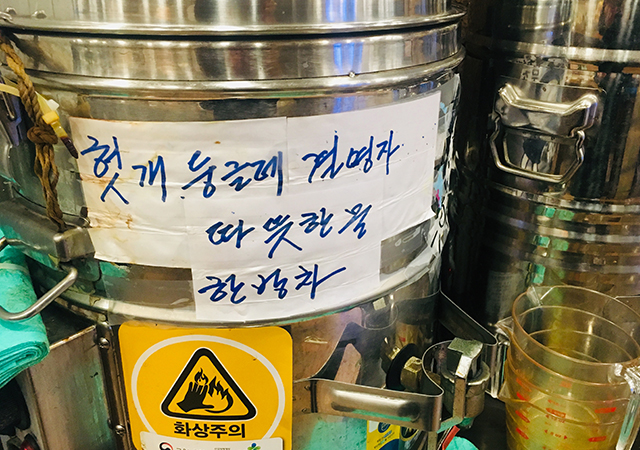 헛개 둥글레 결명자
따뜻한물
한방차
화상주의